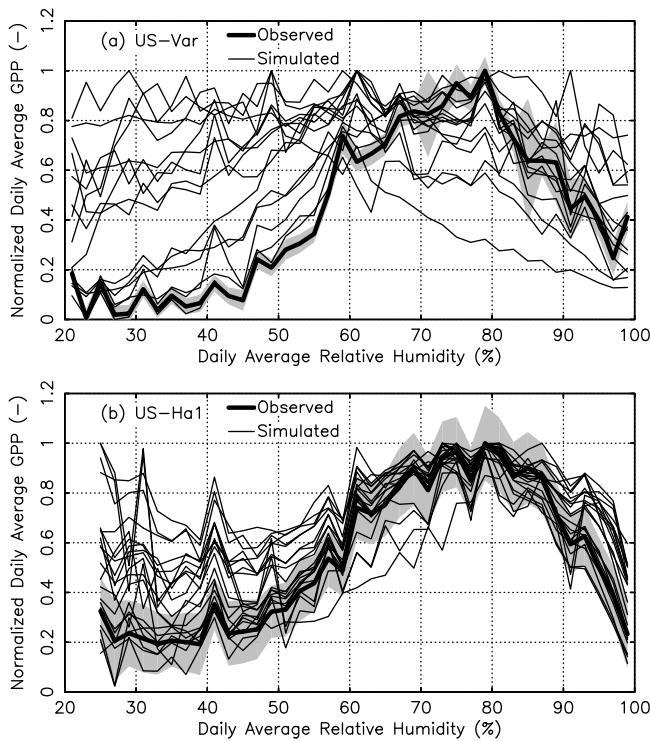 1.2
(a) US-Var
Observed
Simulated
1
0.8
0.6
0.4
0.2
0
Normalized Daily Average GPP (-)
20 30 40 50 60 70 80 90 100
Daily Average Relative Humidity (%)
1.2
(b) US-Ha1
Observed
Simulated
1
0.8
0.6
0.4
0.2
0
Normalized Daily Average GPP (-)
20 30 40 50 60 70 80 90 100
Daily Average Relative Humidity (%)